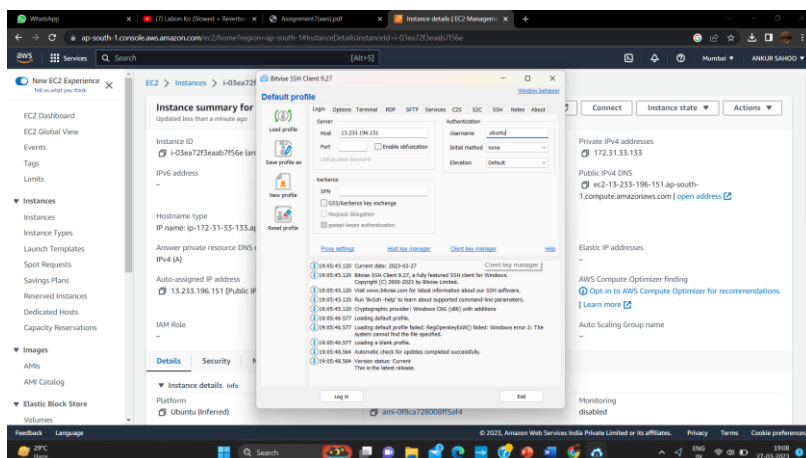 WhatsApp
(7) Labon Ko (Slowed + Reverb
Assignment7(aws).pdf
Instance details | EC2 Managem
ap-south-1.console.aws.amazon.com/ec2/home?region=ap-south-1#InstanceDetails:instanceId=i-03ea72f3eaab7f56e
aws
Services
Search
[Alt+S]
Mumbai
ANKUR SAHOO
New EC2 Experience
Tell us what you think
EC2 Dashboard
EC2 Global View
Events
Tags
Limits
Instances
Instances
Instance Types
Launch Templates
Spot Requests
Savings Plans
Reserved Instances
Dedicated Hosts
Capacity Reservations
Images
AMIs
AMI Catalog
Elastic Block Store
Volumes
EC2 > Instances > i-03ea72f
Instance summary for
Updated less than a minute ago
Connect
Instance state
Actions
Instance ID
i-03ea72f3eaab7f56e (an
IPv6 address
–
Hostname type
IP name: ip-172-31-33-133.ap
Answer private resource DNS
IPv4 (A)
Auto-assigned IP address
13.233.196.151 [Public IP
IAM Role
–
Details
Security
Instance details Info
Platform
Ubuntu (Inferred)
ami-0f8ca728008ff5af4
Private IPv4 addresses
172.31.33.133
Public IPv4 DNS
ec2-13-233-196-151.ap-south-
1.compute.amazonaws.com | open address
Elastic IP addresses
–
AWS Compute Optimizer finding
Opt-in to AWS Compute Optimizer for recommendations.
| Learn more
Auto Scaling Group name
–
Monitoring
disabled
Bitvise SSH Client 9.27
Default profile
Window behavior
Load profile
Save profile as
New profile
Reset profile
Login Options Terminal RDP SFTP Services C2S S2C SSH Notes About
Server
Host 13.233.196.151
Port
Enable obfuscation
Obfuscation keyword
Kerberos
SPN
GSS/Kerberos key exchange
Request delegation
gssapi-keyex authentication
Authentication
Username ubuntu
Initial method none
Elevation Default
Proxy settings
Host key manager
Client key manager
Help
Client key manager
19:05:45.120 Current date: 2023-03-27
19:05:45.120 Bitvise SSH Client 9.27, a fully featured SSH client for Windows.
Copyright (C) 2000-2023 by Bitvise Limited.
19:05:45.120 Visit www.bitvise.com for latest information about our SSH software.
19:05:45.120 Run 'BvSsh -help' to learn about supported command-line parameters.
19:05:45.120 Cryptographic provider: Windows CNG (x86) with additions
19:05:46.577 Loading default profile.
19:05:46.577 Loading default profile failed: RegOpenKeyExW() failed: Windows error 2: The
system cannot find the file specified.
19:05:46.577 Loading a blank profile.
19:05:48.564 Automatic check for updates completed successfully.
19:05:48.564 Version status: Current
This is the latest release.
Log in
Exit
Feedback
Language
© 2023, Amazon Web Services India Private Limited or its affiliates.
Privacy
Terms
Cookie preferences
29°C
Haze
Search
ENG
IN
19:08
27-03-2023